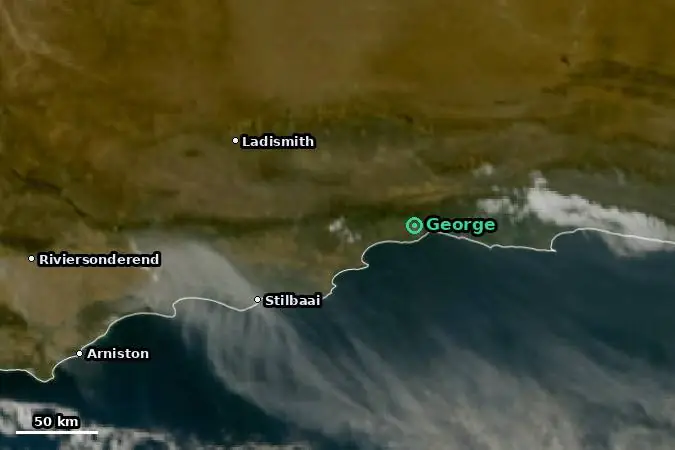 Ladismith
George
Riviersonderend
Stilbaai
Arniston
50 km